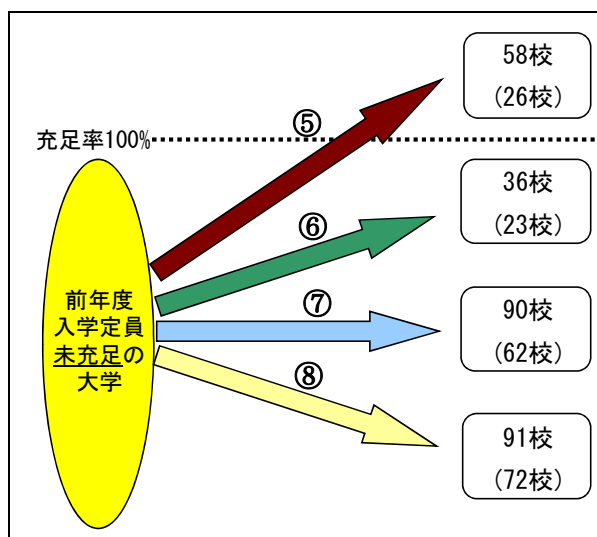 58校
(26校)
⑤
充足率100%
36校
(23校)
⑥
前年度
入学定員
未充足の
大学
⑦
90校
(62校)
⑧
91校
(72校)